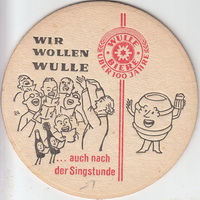 WIR
WOLLEN
WULLE
WULLE
BIERE
ÜBER 100 JAHRE
... auch nach
der Singstunde